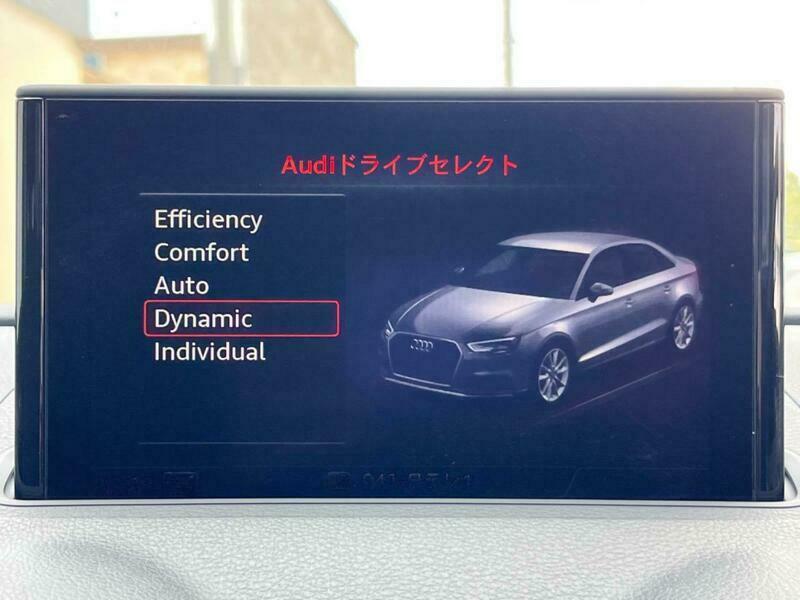 Audiドライブセレクト
Efficiency
Comfort
Auto
Dynamic
Individual